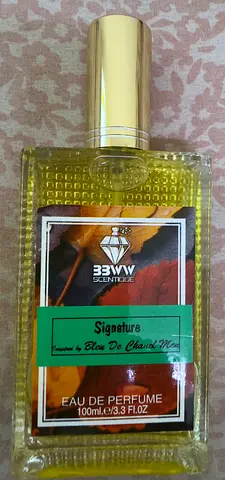 BBWW
SCENTIQUE
Signature
Inspired by Bleu De Chanel Men
EAU DE PERFUME
100ml.℮/3.3 Fl.OZ